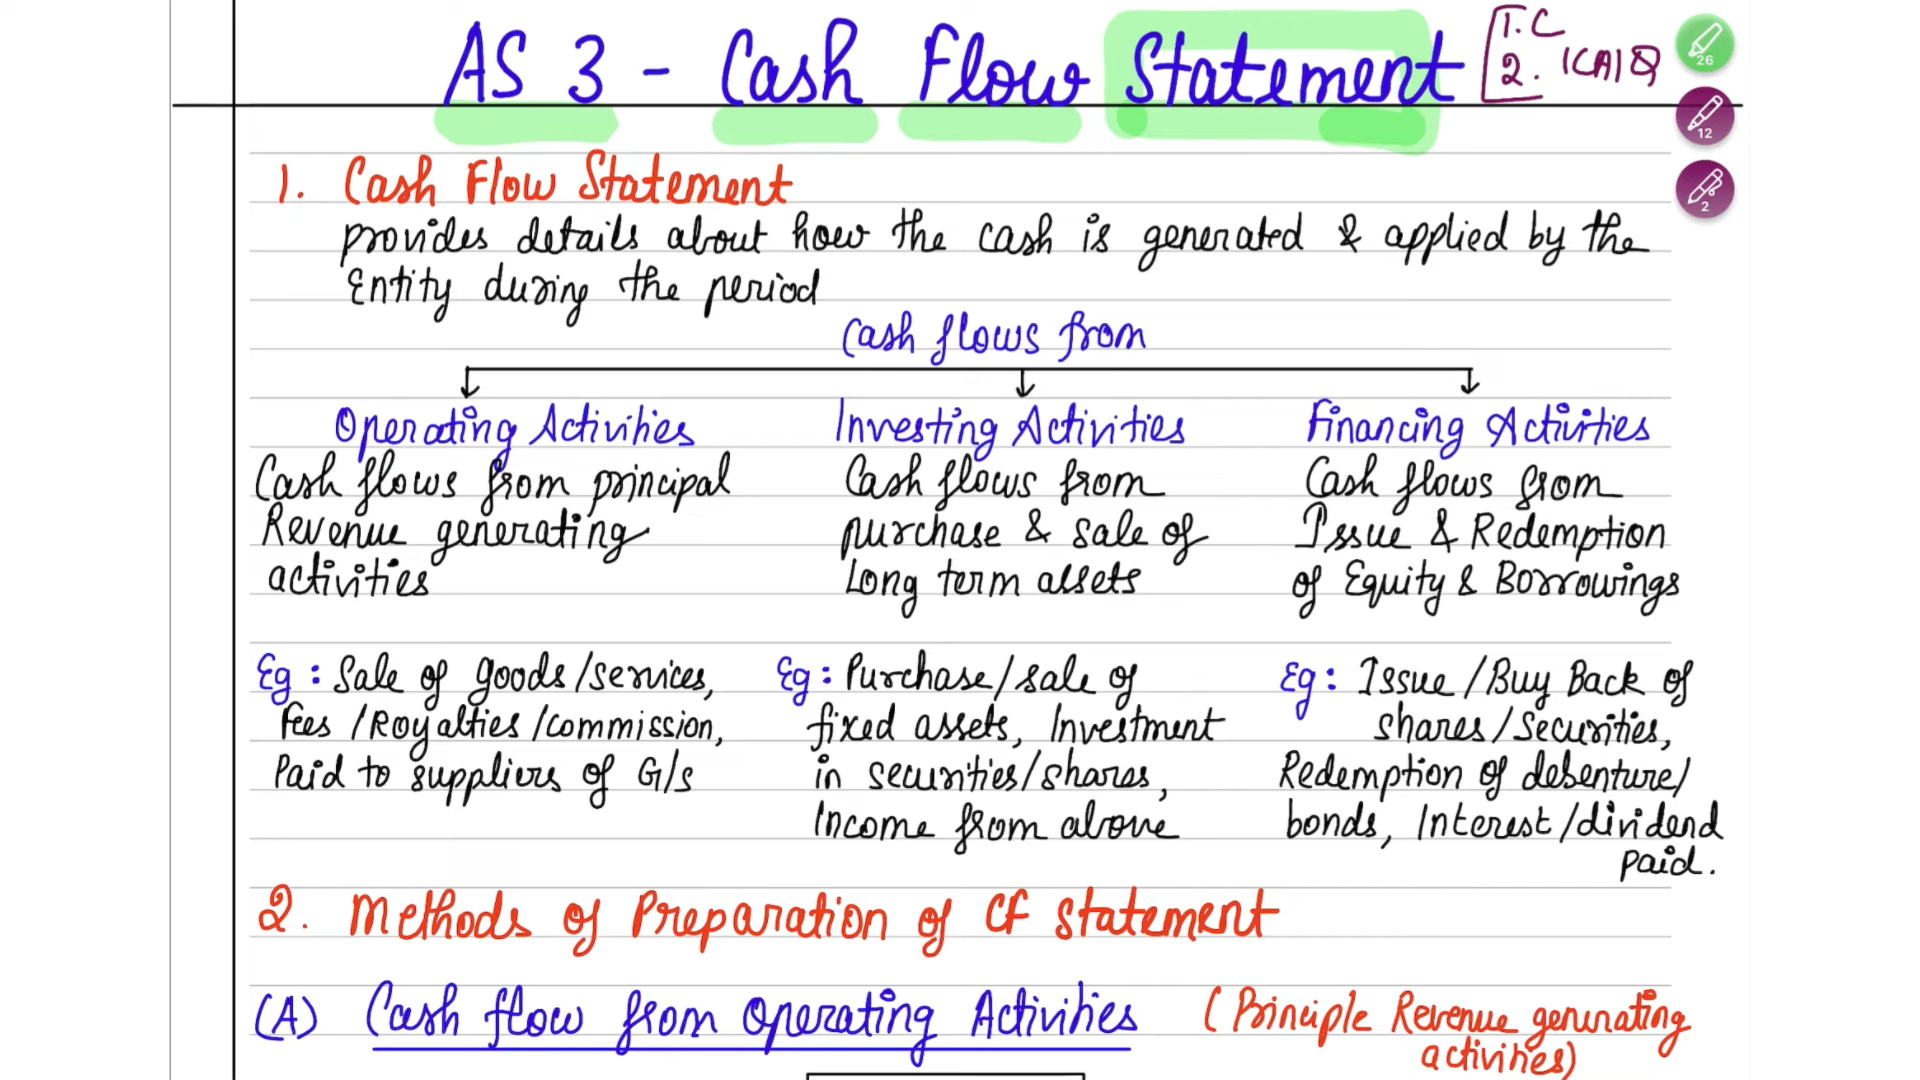 AS 3 - Cash Flow Statement
1. C
2. ICAI Q
26
12
2
1. Cash Flow Statement
provides details about how the cash is generated & applied by the
Entity during the period
Cash flows from
Operating Activities Investing Activities Financing Activities
Cash flows from principal Cash flows from Cash flows from
Revenue generating purchase & sale of Issue & Redemption
activities Long term assets of Equity & Borrowings
Eg : Sale of goods/services, Eg : Purchase/sale of Eg : Issue/Buy Back of
Fees/Royalties/commission, fixed assets, Investment shares/Securities,
Paid to suppliers of G/s in securities/shares, Redemption of debenture/
Income from above bonds, Interest/dividend
paid.
2. Methods of Preparation of CF statement
(A) Cash flow from Operating Activities (Principle Revenue generating
activities)